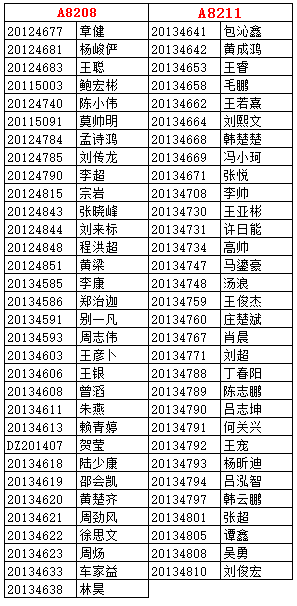 A8208 A8211
20124677 章健 20134641 包沁鑫
20124681 杨峻俨 20134642 黄成鸿
20124683 王聪 20134653 王睿
20115003 鲍宏彬 20134658 毛鹏
20124740 陈小伟 20134662 王若嘉
20115091 莫帅明 20134664 刘熙文
20124784 孟诗鸿 20134668 韩楚楚
20124785 刘传龙 20134669 冯小珂
20124790 李超 20134671 张悦
20124815 宗岩 20134708 李帅
20124843 张晓峰 20134730 王亚彬
20124844 刘来标 20134731 许日能
20124848 程洪超 20134734 高帅
20124851 黄梁 20134747 马鎏豪
20134585 李康 20134748 汤浪
20134586 郑治迦 20134759 王俊杰
20134591 别一凡 20134760 庄楚斌
20134593 周志伟 20134767 肖晨
20134603 王彦卜 20134771 刘超
20134606 王银 20134788 丁春阳
20134608 曾滔 20134789 陈志鹏
20134611 朱燕 20134790 吕志坤
20134613 赖青婷 20134791 何关兴
DZ201407 贺莹 20134792 王宠
20134618 陆少康 20134793 杨昕迪
20134619 邵会凯 20134794 吕泓智
20134620 黄楚齐 20134797 韩云鹏
20134621 周劲风 20134801 张超
20134622 徐思文 20134805 谭鑫
20134623 周炀 20134808 吴勇
20134633 车家益 20134810 刘俊宏
20134638 林昊